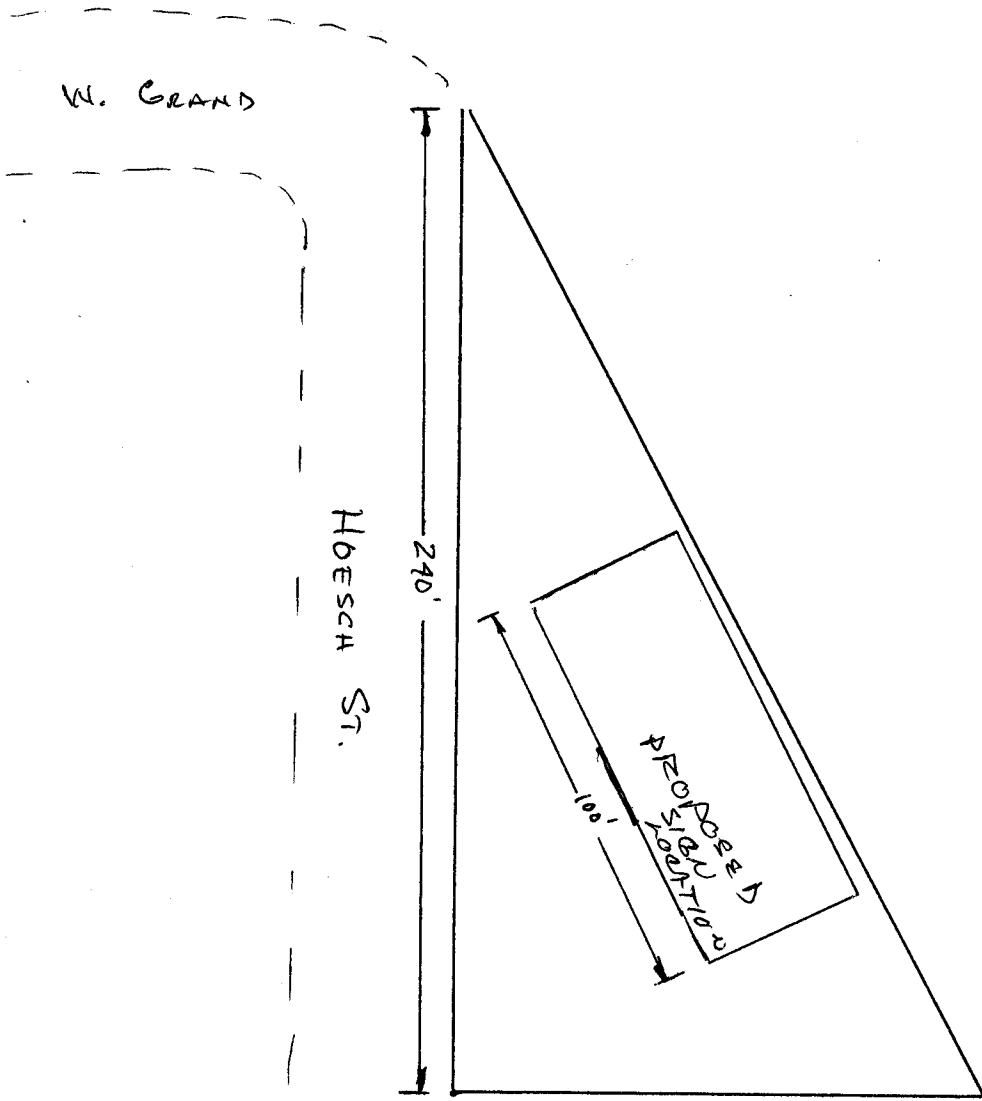 W. GRAND
HOESCH ST.
240'
100'
PROPOSED
SIGN
LOCATION